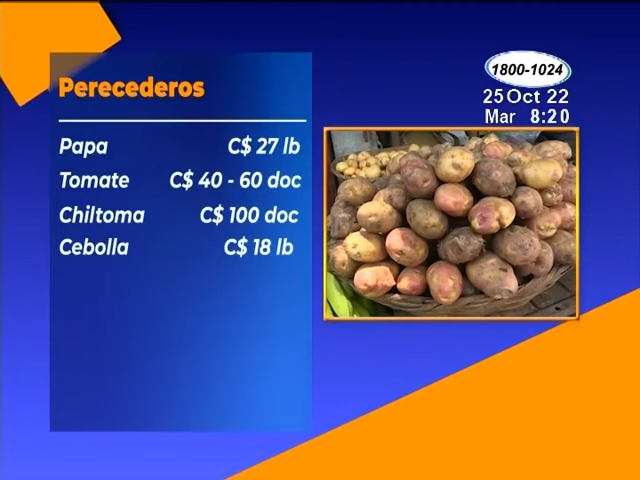 Perecederos
Papa C$ 27 lb
Tomate C$ 40 - 60 doc
Chiltoma C$ 100 doc
Cebolla C$ 18 lb
1800-1024
25 Oct 22
Mar 8:20